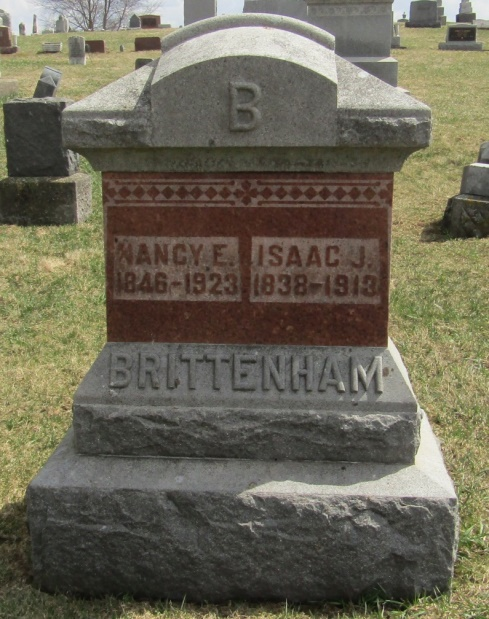 B
NANCY E. ISAAC J.
1846-1923 1838-1913
BRITTENHAM